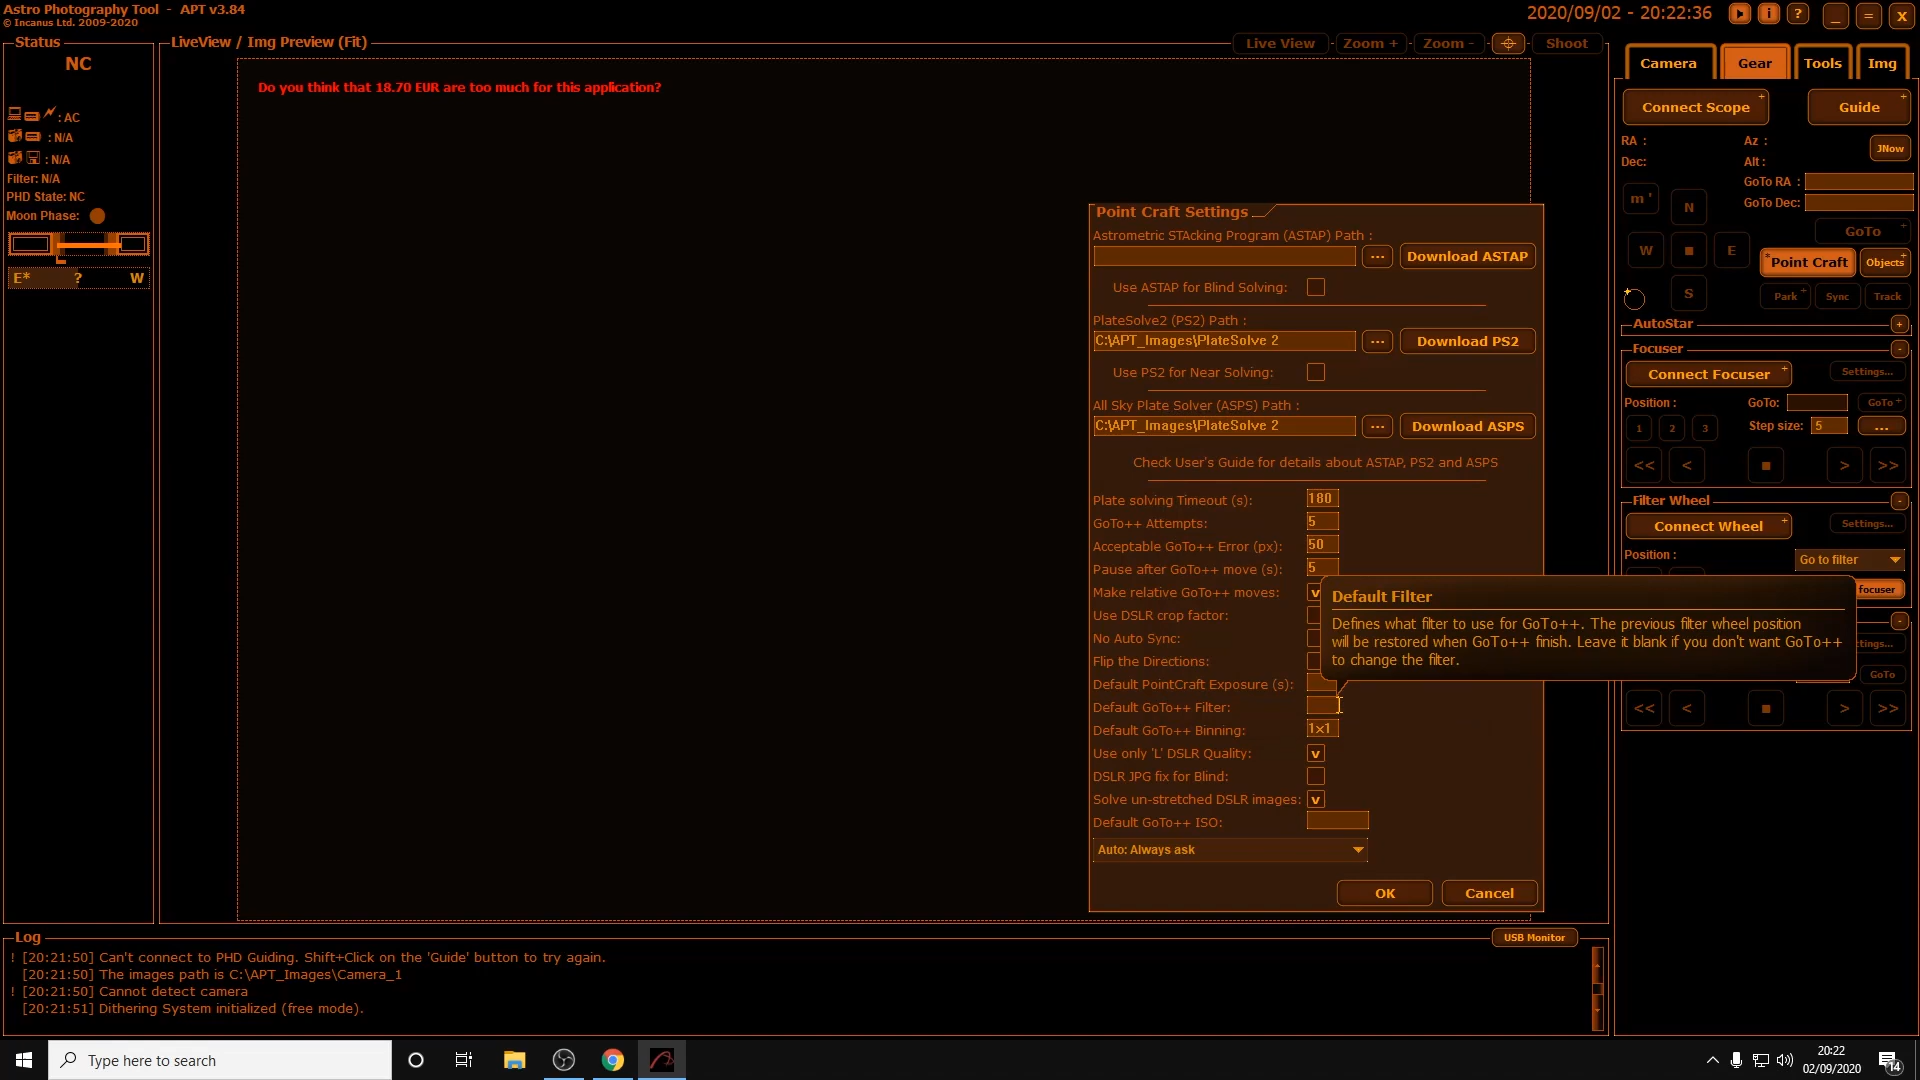 Astro Photography Tool - APT v3.84
© Incanus Ltd. 2009-2020
2020/09/02 - 20:22:36
i
?
_
=
X
Status
NC
: AC
: N/A
: N/A
Filter: N/A
PHD State: NC
Moon Phase:
E* ? W
LiveView / Img Preview (Fit)
Live View
Zoom +
Zoom -
Shoot
Do you think that 18.70 EUR are too much for this application?
Point Craft Settings
Astrometric STAcking Program (ASTAP) Path :
... Download ASTAP
Use ASTAP for Blind Solving:
PlateSolve2 (PS2) Path :
C:\APT_Images\PlateSolve 2 ... Download PS2
Use PS2 for Near Solving:
All Sky Plate Solver (ASPS) Path :
C:\APT_Images\PlateSolve 2 ... Download ASPS
Check User's Guide for details about ASTAP, PS2 and ASPS
Plate solving Timeout (s): 180
GoTo++ Attempts: 5
Acceptable GoTo++ Error (px): 50
Pause after GoTo++ move (s): 5
Make relative GoTo++ moves: v
Use DSLR crop factor:
No Auto Sync:
Flip the Directions:
Default PointCraft Exposure (s):
Default GoTo++ Filter:
Default GoTo++ Binning: 1x1
Use only 'L' DSLR Quality: v
DSLR JPG fix for Blind:
Solve un-stretched DSLR images: v
Default GoTo++ ISO:
Auto: Always ask
OK
Cancel
Default Filter
Defines what filter to use for GoTo++. The previous filter wheel position
will be restored when GoTo++ finish. Leave it blank if you don't want GoTo++
to change the filter.
Camera
Gear
Tools
Img
Connect Scope +
Guide +
RA :
Az :
JNow
Dec:
Alt :
GoTo RA :
GoTo Dec:
m '
N
GoTo +
W
E
*Point Craft
Objects +
S
Park +
Sync
Track
AutoStar +
Focuser -
Connect Focuser +
Settings...
Position :
GoTo:
GoTo +
1 2 3
Step size: 5 ...
<< < > >>
Filter Wheel -
Connect Wheel +
Settings...
Position :
Go to filter
focuser
-
ttings...
GoTo
<< < > >>
Log
USB Monitor
! [20:21:50] Can't connect to PHD Guiding. Shift+Click on the 'Guide' button to try again.
[20:21:50] The images path is C:\APT_Images\Camera_1
! [20:21:50] Cannot detect camera
[20:21:51] Dithering System initialized (free mode).
Type here to search
20:22
02/09/2020
14